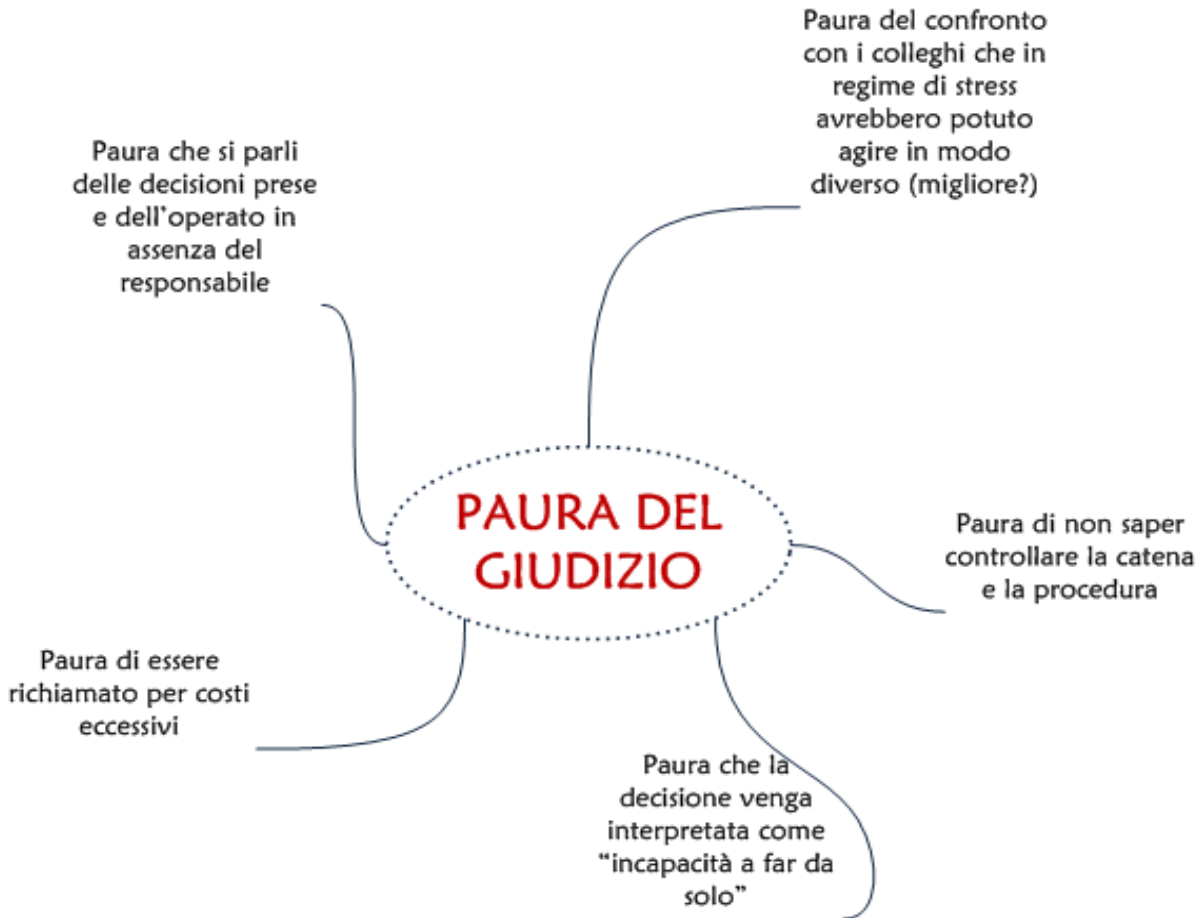 Paura del confronto
con i colleghi che in
regime di stress
avrebbero potuto
agire in modo
diverso (migliore?)
Paura che si parli
delle decisioni prese
e dell'operato in
assenza del
responsabile
PAURA DEL
GIUDIZIO
Paura di non saper
controllare la catena
e la procedura
Paura di essere
richiamato per costi
eccessivi
Paura che la
decisione venga
interpretata come
“incapacità a far da
solo”